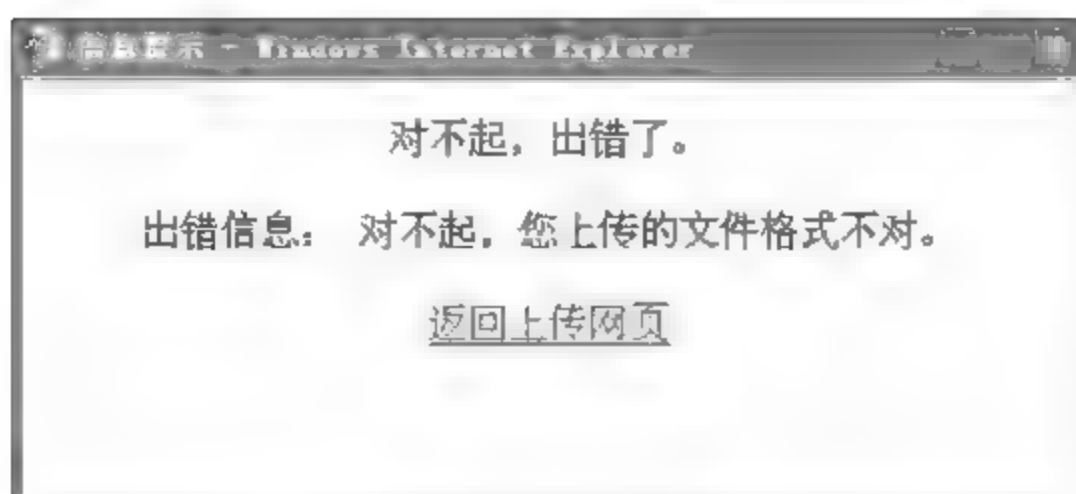 信息提示 - Windows Internet Explorer
对不起，出错了。
出错信息： 对不起，您上传的文件格式不对。
返回上传网页